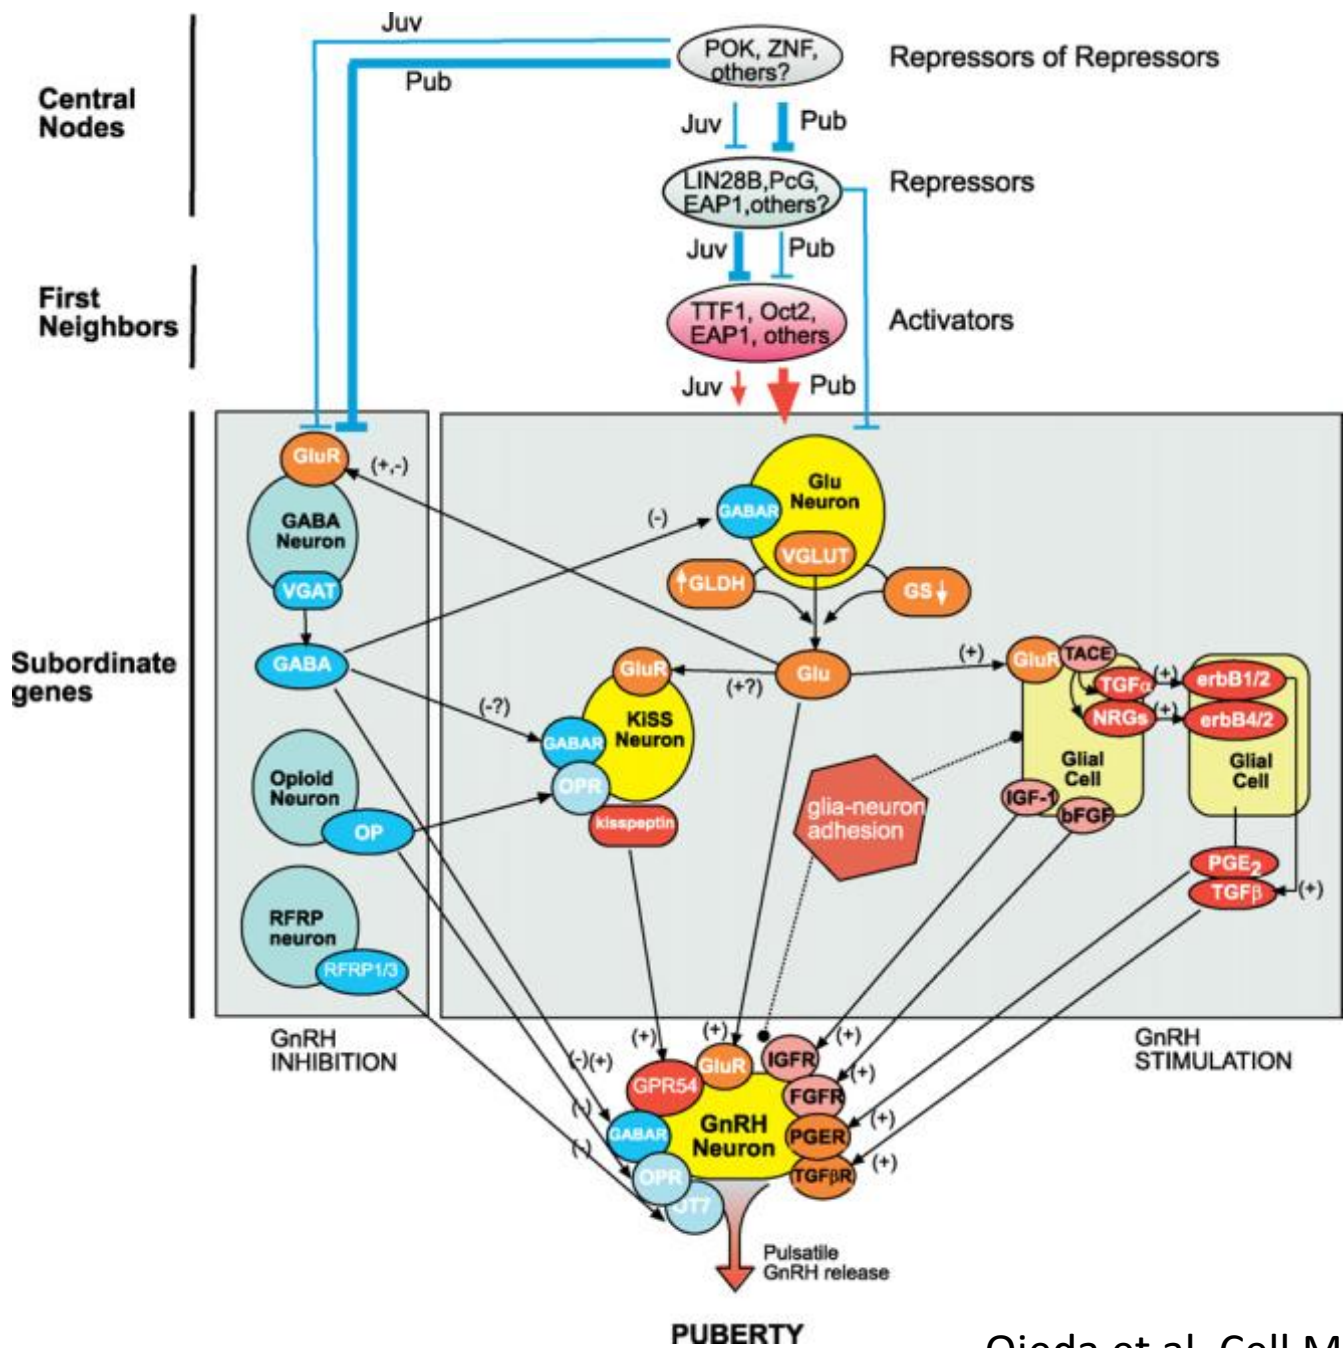 Juv
Pub
POK, ZNF,
others?
Repressors of Repressors
Central
Nodes
Juv
Pub
LIN28B,PcG,
EAP1,others?
Repressors
Juv
Pub
First
Neighbors
TTF1, Oct2,
EAP1, others
Activators
Juv
Pub
GluR
(+,-)
GABA
Neuron
VGAT
GABA
(-)
Glu
Neuron
GABAR
VGLUT
↑GLDH
GS↓
Subordinate
genes
GluR
(+?)
Glu
(+)
GluR
TACE
TGFα
(+)
erbB1/2
NRGs
(+)
erbB4/2
(-?)
KiSS
Neuron
GABAR
OPR
kisspeptin
Glial
Cell
Glial
Cell
IGF-1
bFGF
Opioid
Neuron
OP
glia-neuron
adhesion
PGE2
TGFβ
(+)
RFRP
neuron
RFRP1/3
GnRH
INHIBITION
GnRH
STIMULATION
(-)(+)
(+)
(+)
(+)
(+)
(+)
(+)
(-)
(-)
GPR54
GluR
IGFR
FGFR
PGER
TGFβR
GABAR
OPR
OT7
GnRH
Neuron
Pulsatile
GnRH release
PUBERTY